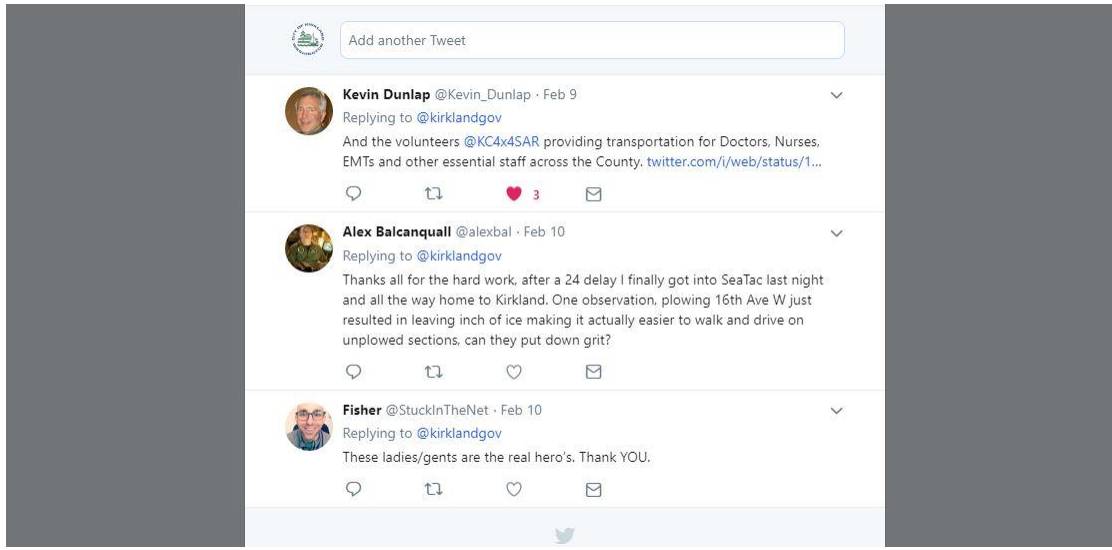 Add another Tweet
Kevin Dunlap @Kevin_Dunlap · Feb 9
Replying to @kirklandgov
And the volunteers @KC4x4SAR providing transportation for Doctors, Nurses,
EMTs and other essential staff across the County. twitter.com/i/web/status/1...
3
Alex Balcanquall @alexbal · Feb 10
Replying to @kirklandgov
Thanks all for the hard work, after a 24 delay I finally got into SeaTac last night
and all the way home to Kirkland. One observation, plowing 16th Ave W just
resulted in leaving inch of ice making it actually easier to walk and drive on
unplowed sections, can they put down grit?
Fisher @StuckInTheNet · Feb 10
Replying to @kirklandgov
These ladies/gents are the real hero's. Thank YOU.